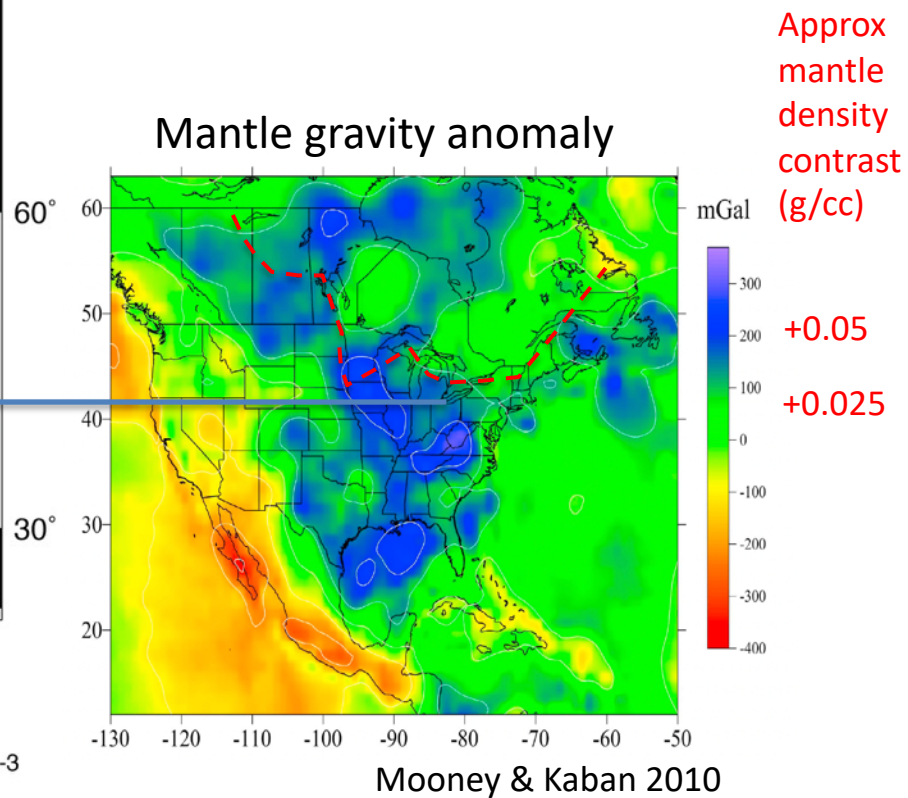 Approx
mantle
density
contrast
(g/cc)
Mantle gravity anomaly
mGal
60°
30°
-3
60
50
40
30
20
-130 -120 -110 -100 -90 -80 -70 -60 -50
300
200
100
0
-100
-200
-300
-400
+0.05
+0.025
Mooney & Kaban 2010